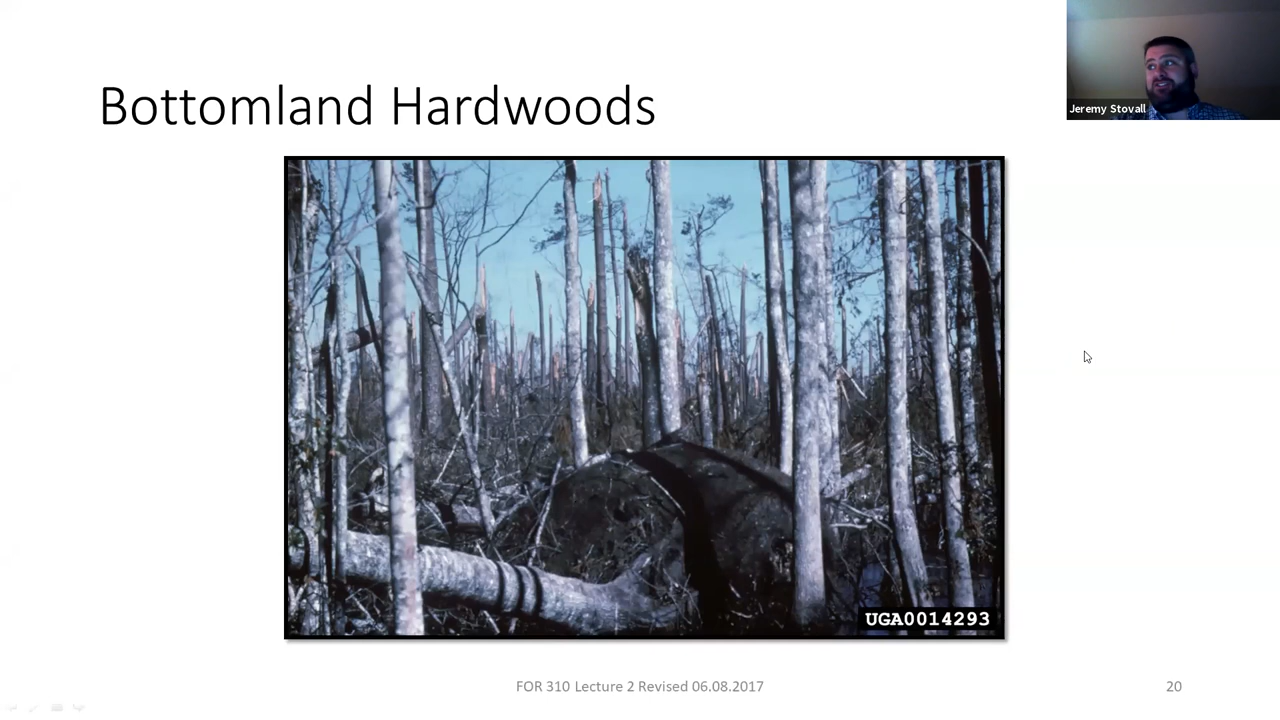 Bottomland Hardwoods
Jeremy Stovall
UGA0014293
FOR 310 Lecture 2 Revised 06.08.2017
20